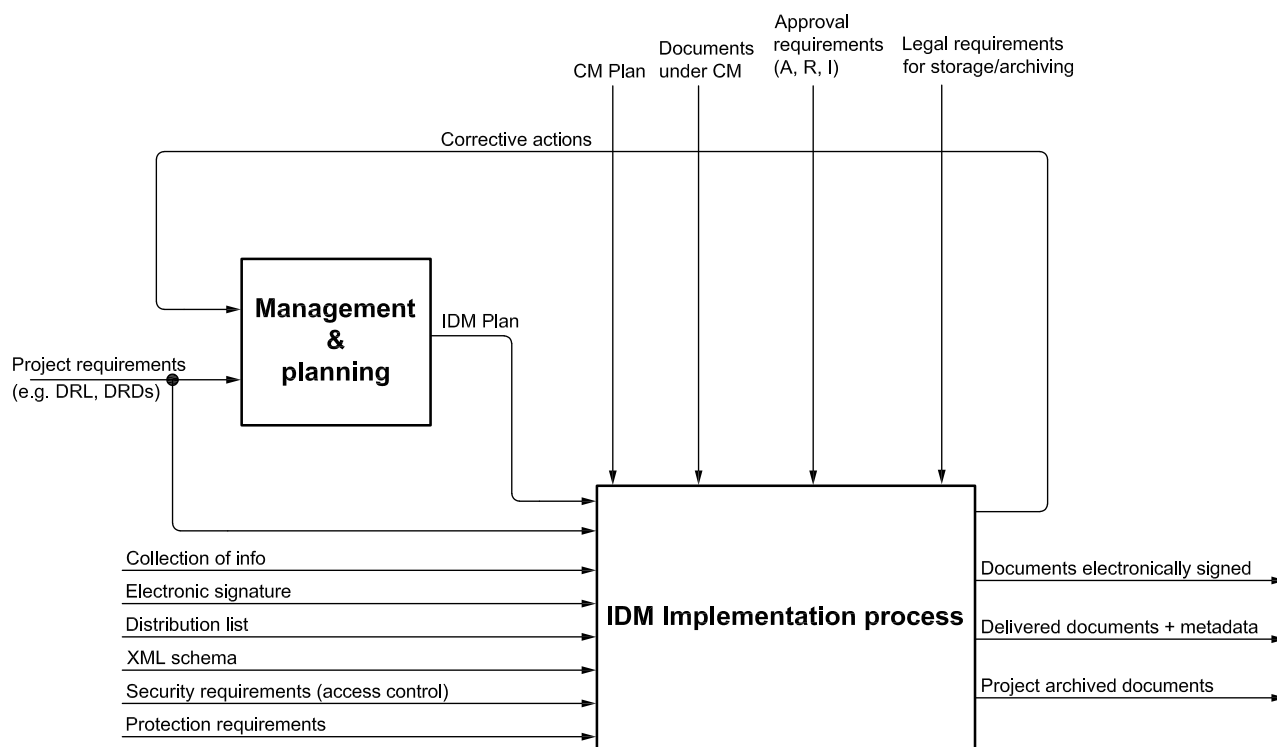 Approval
requirements
(A, R, I)
Legal requirements
for storage/archiving
Documents
under CM
CM Plan
Corrective actions
Management
&
planning
IDM Plan
Project requirements
(e.g. DRL, DRDs)
Collection of info
Electronic signature
Distribution list
XML schema
Security requirements (access control)
Protection requirements
IDM Implementation process
Documents electronically signed
Delivered documents + metadata
Project archived documents